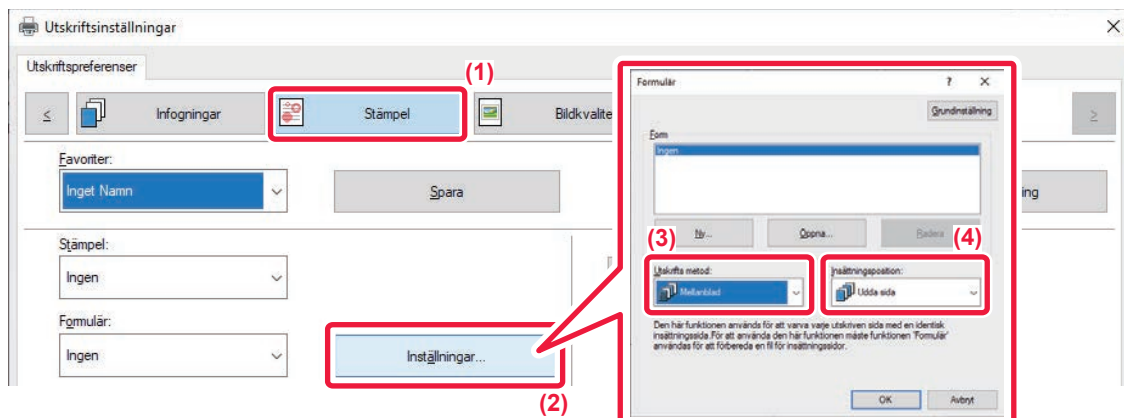 Utskriftsinställningar
Utskriftspreferenser
(1)
Infogningar
Stämpel
Bildkvalite
ing
Favoriter:
Inget Namn
Spara
Stämpel:
Ingen
Formulär:
Ingen
Inställningar...
(2)
Formulär
?
Grundinställning
Form
Ingen
Ny...
Öppna...
Radera
(3)
(4)
Utskrifts metod:
Insättningsposition:
Mellanblad
Udda sida
Den här funktionen används för att varva varje utskriven sida med en identisk
insättningssida.För att använda den här funktionen måste funktionen 'Formulär'
användas för att förbereda en fil för insättningssidor.
OK
Avbryt